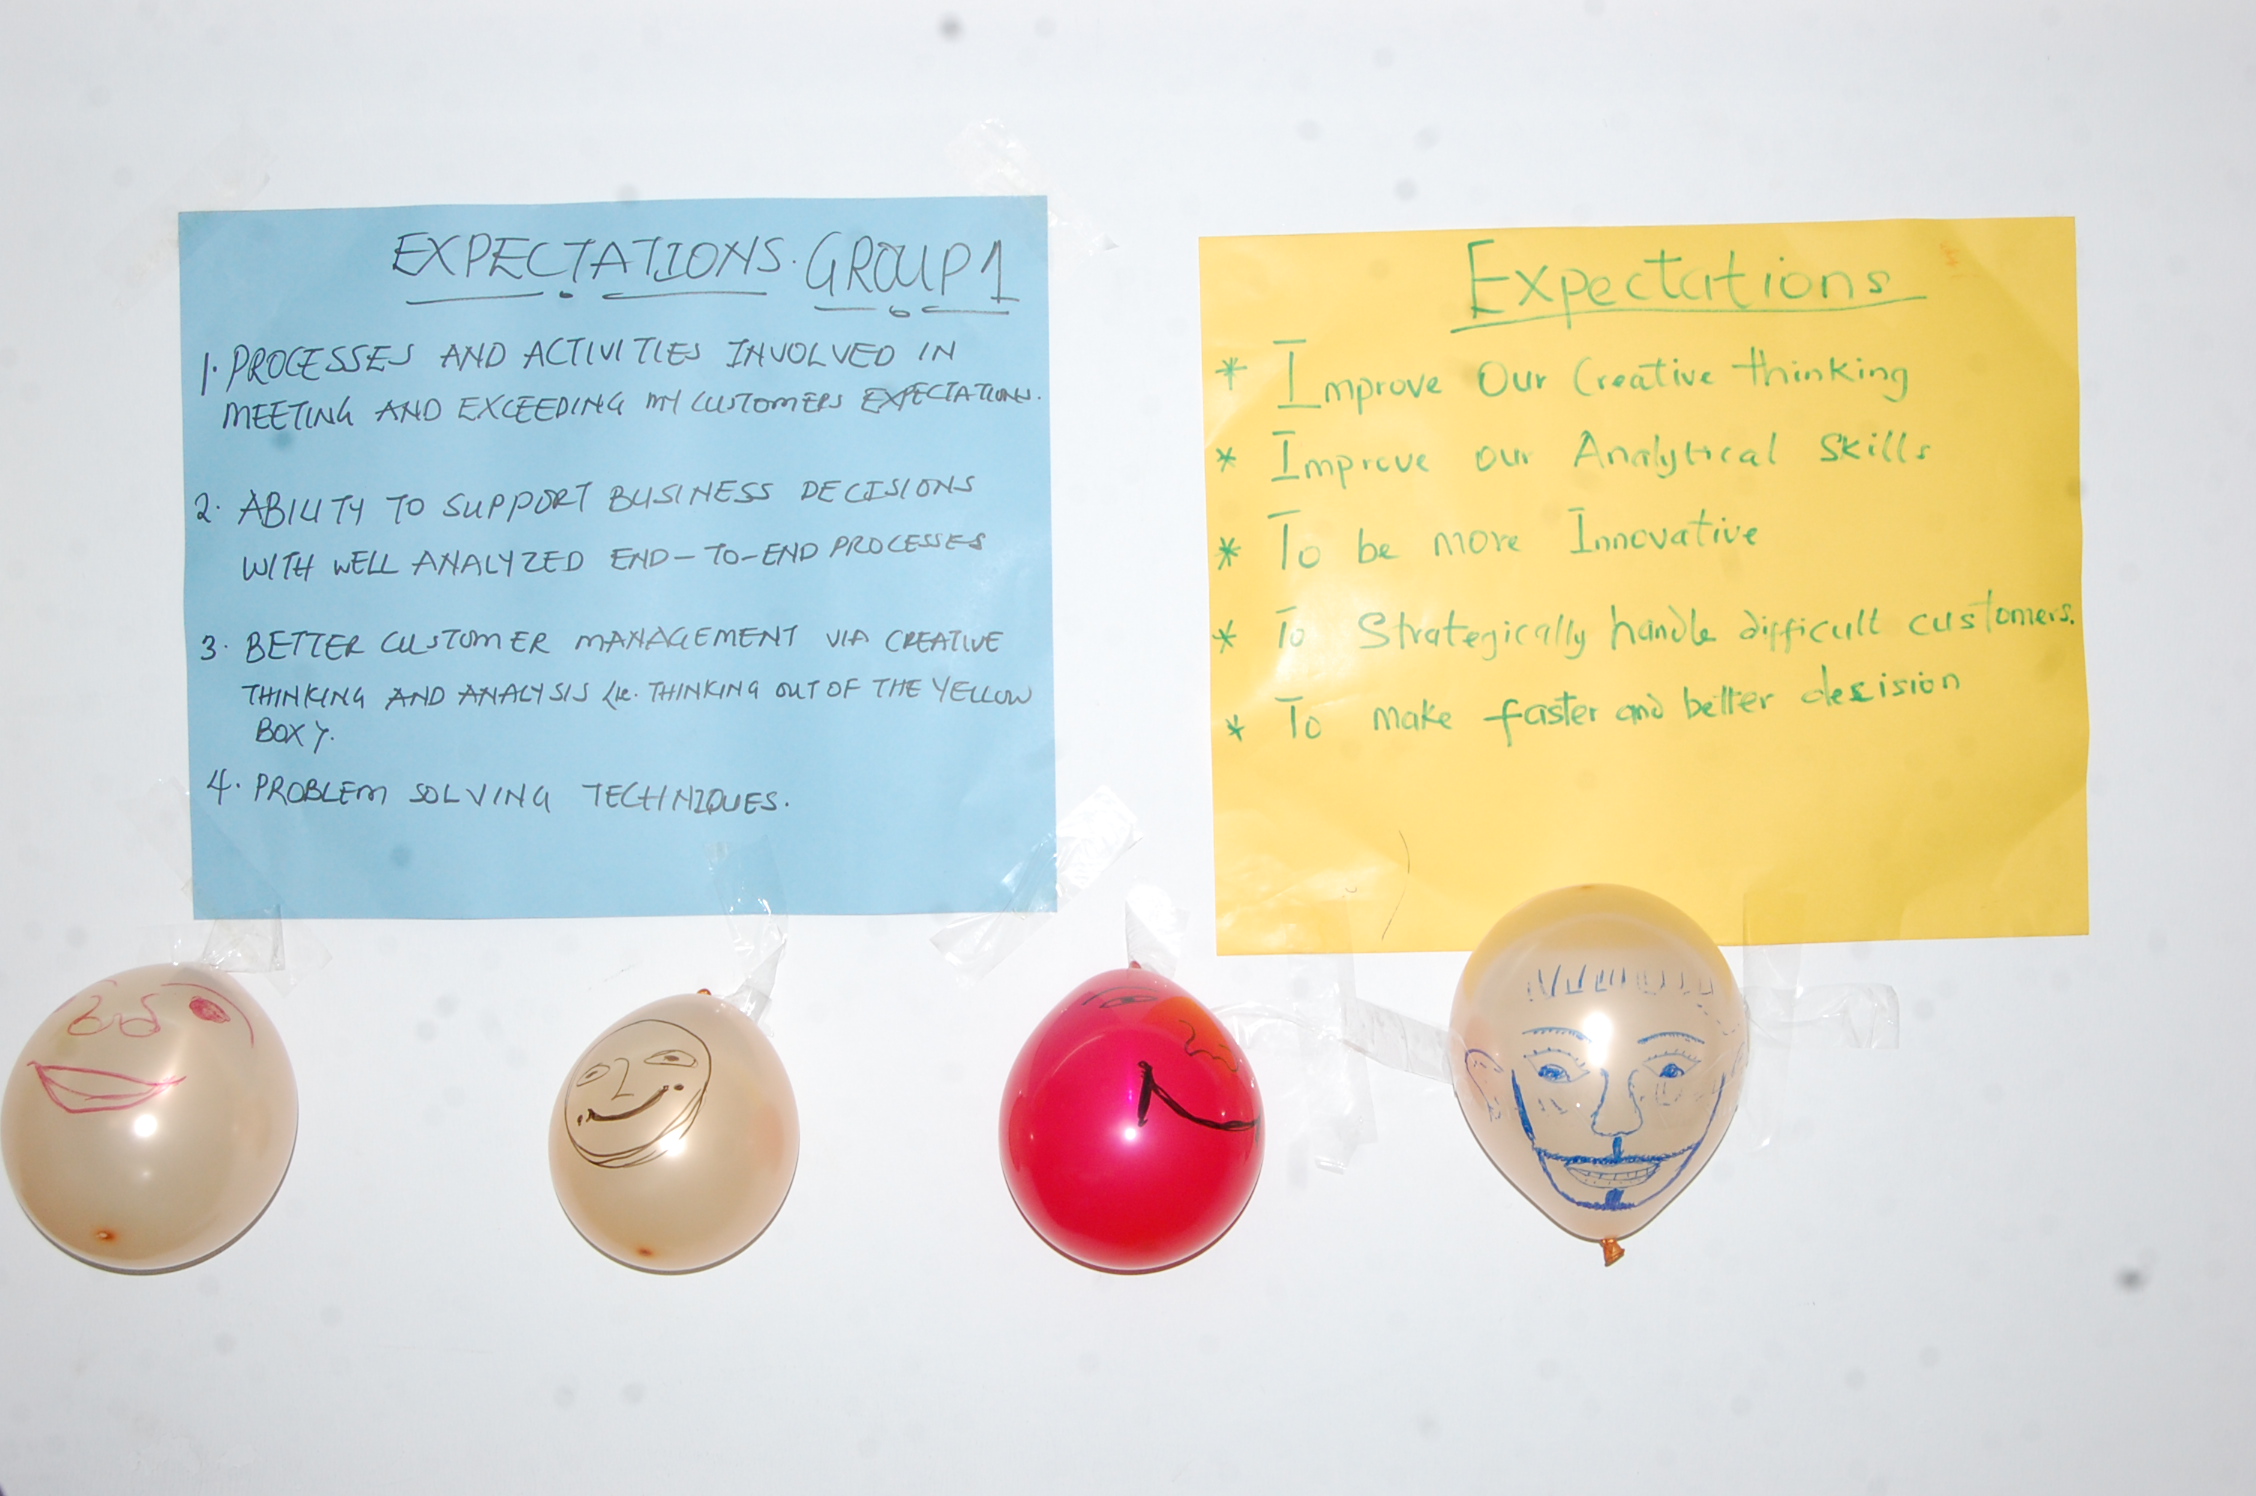 EXPECTATIONS. GROUP 1
1. PROCESSES AND ACTIVITIES INVOLVED IN
MEETING AND EXCEEDING MY CUSTOMERS EXPECTATIONS.
2. ABILITY TO SUPPORT BUSINESS DECISIONS
WITH WELL ANALYZED END-TO-END PROCESSES
3. BETTER CUSTOMER MANAGEMENT VIA CREATIVE
THINKING AND ANALYSIS (ie. THINKING OUT OF THE YELLOW
BOX).
4. PROBLEM SOLVING TECHNIQUES.
Expectations
* Improve Our Creative thinking
* Improve our Analytical Skills
* To be more Innovative
* To Strategically handle difficult customers.
* To make faster and better decision